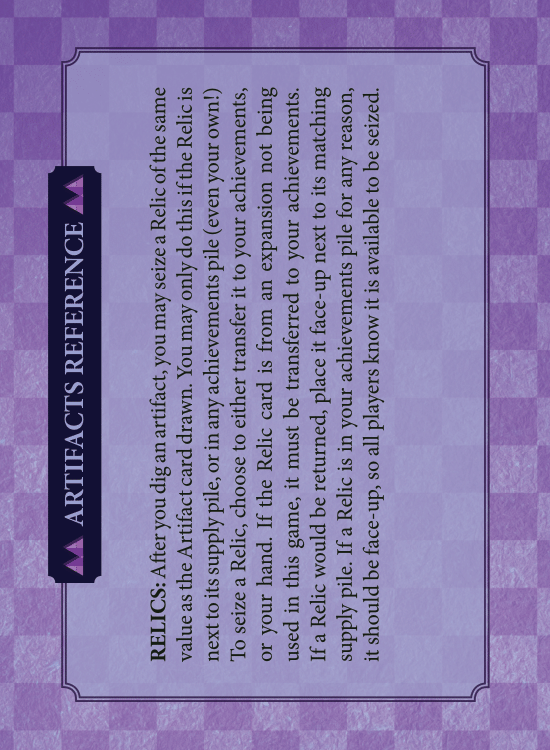 ARTIFACTS REFERENCE
RELICS: After you dig an artifact, you may seize a Relic of the same
value as the Artifact card drawn. You may only do this if the Relic is
next to its supply pile, or in any achievements pile (even your own!)
To seize a Relic, choose to either transfer it to your achievements,
or your hand. If the Relic card is from an expansion not being
used in this game, it must be transferred to your achievements.
If a Relic would be returned, place it face-up next to its matching
supply pile. If a Relic is in your achievements pile for any reason,
it should be face-up, so all players know it is available to be seized.